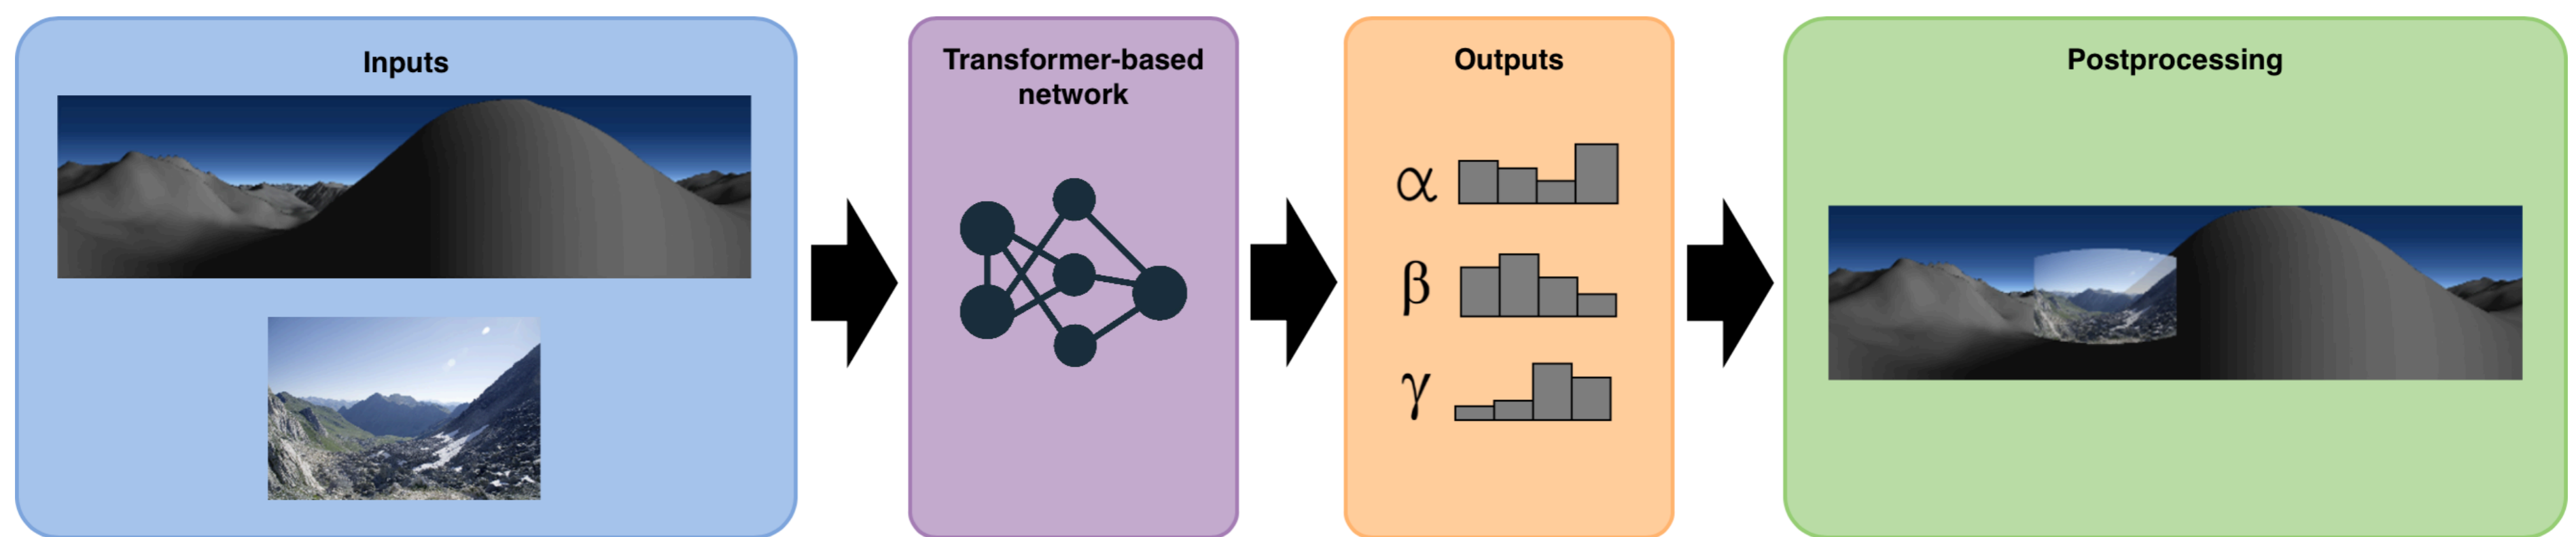 Inputs
Transformer-based
network
Outputs
α
β
γ
Postprocessing